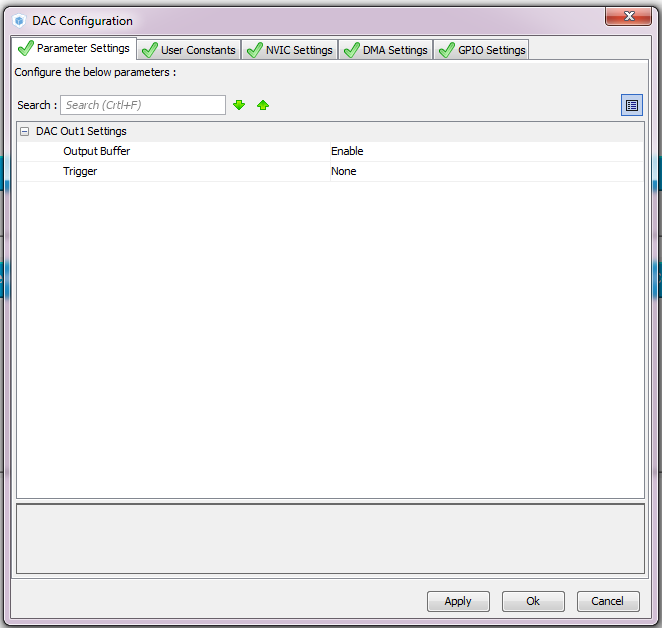 DAC Configuration
Parameter Settings User Constants NVIC Settings DMA Settings GPIO Settings
Configure the below parameters :
Search : Search (Crtl+F)
DAC Out1 Settings
Output Buffer Enable
Trigger None
Apply Ok Cancel